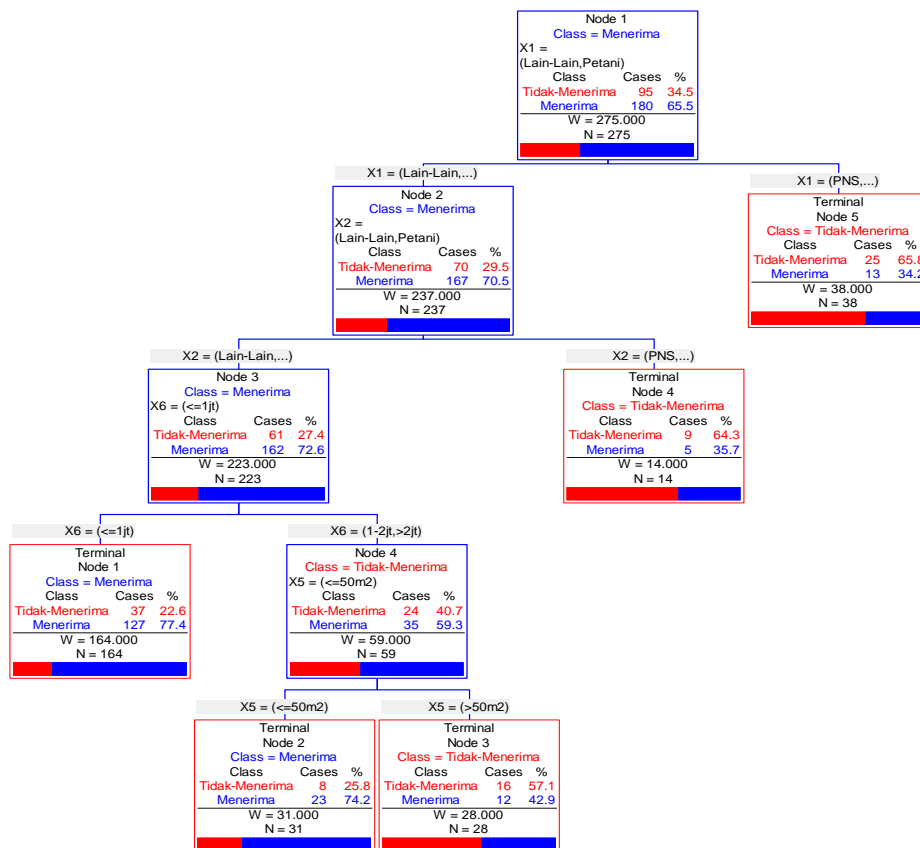 Node 1
Class = Menerima
X1 =
(Lain-Lain,Petani)
Class Cases %
Tidak-Menerima 95 34.5
Menerima 180 65.5
W = 275.000
N = 275
X1 = (Lain-Lain,...)
X1 = (PNS,...)
Node 2
Class = Menerima
X2 =
(Lain-Lain,Petani)
Class Cases %
Tidak-Menerima 70 29.5
Menerima 167 70.5
W = 237.000
N = 237
Terminal
Node 5
Class = Tidak-Menerima
Class Cases %
Tidak-Menerima 25 65.8
Menerima 13 34.2
W = 38.000
N = 38
X2 = (Lain-Lain,...)
X2 = (PNS,...)
Node 3
Class = Menerima
X6 = (<=1jt)
Class Cases %
Tidak-Menerima 61 27.4
Menerima 162 72.6
W = 223.000
N = 223
Terminal
Node 4
Class = Tidak-Menerima
Class Cases %
Tidak-Menerima 9 64.3
Menerima 5 35.7
W = 14.000
N = 14
X6 = (<=1jt)
X6 = (1-2jt,>2jt)
Terminal
Node 1
Class = Menerima
Class Cases %
Tidak-Menerima 37 22.6
Menerima 127 77.4
W = 164.000
N = 164
Node 4
Class = Tidak-Menerima
X5 = (<=50m2)
Class Cases %
Tidak-Menerima 24 40.7
Menerima 35 59.3
W = 59.000
N = 59
X5 = (<=50m2)
X5 = (>50m2)
Terminal
Node 2
Class = Menerima
Class Cases %
Tidak-Menerima 8 25.8
Menerima 23 74.2
W = 31.000
N = 31
Terminal
Node 3
Class = Tidak-Menerima
Class Cases %
Tidak-Menerima 16 57.1
Menerima 12 42.9
W = 28.000
N = 28